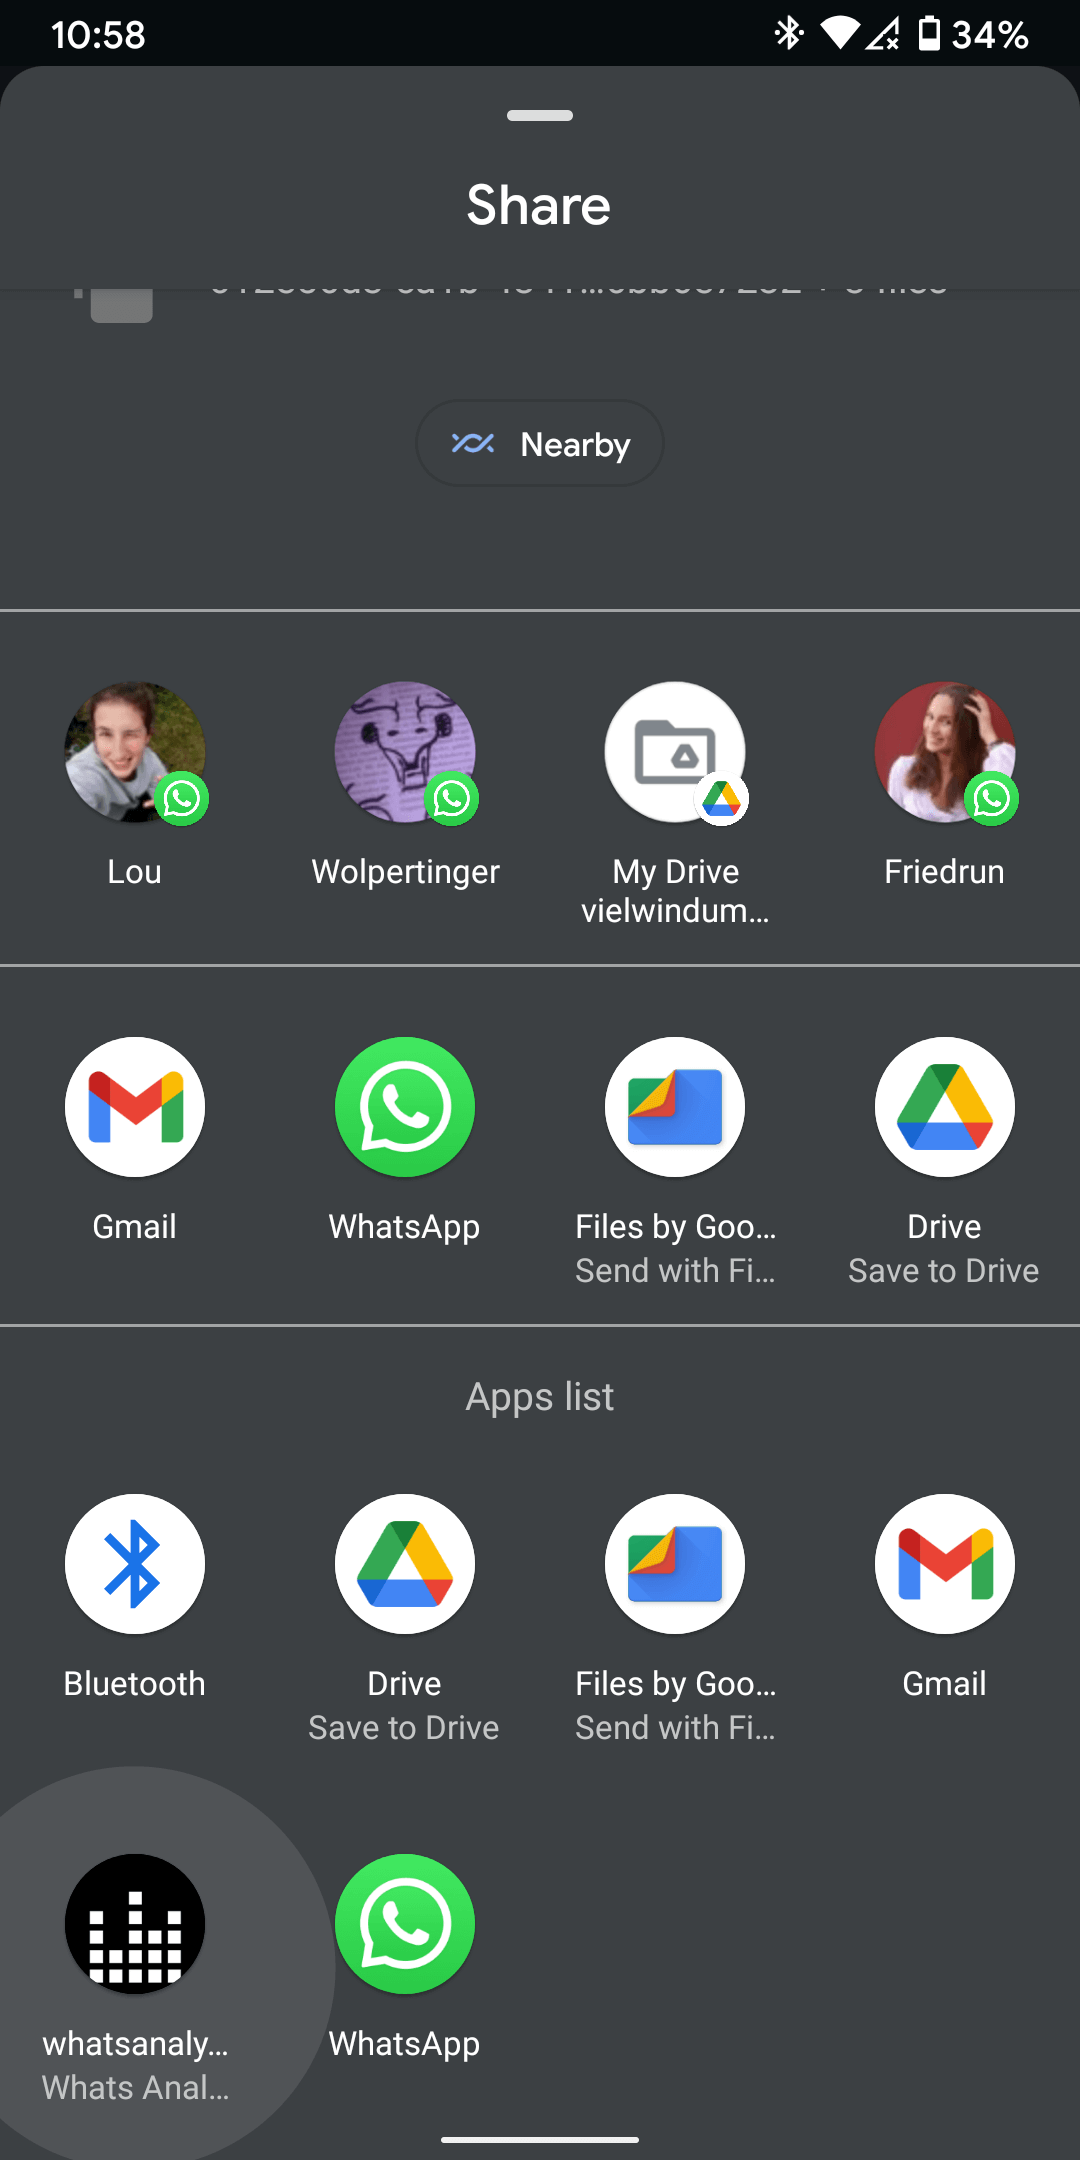 10:58
34%
Share
Nearby
Lou
Wolpertinger
My Drive
vielwindum…
Friedrun
Gmail
WhatsApp
Files by Goo…
Send with Fi…
Drive
Save to Drive
Apps list
Bluetooth
Drive
Save to Drive
Files by Goo…
Send with Fi…
Gmail
whatsanaly…
Whats Anal…
WhatsApp